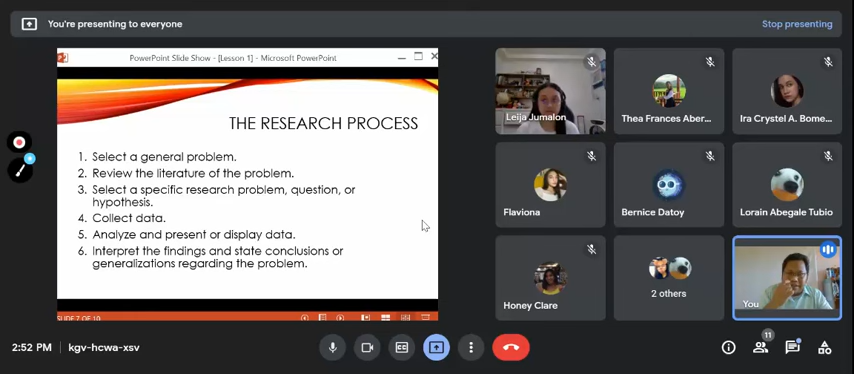 You're presenting to everyone
Stop presenting
PowerPoint Slide Show - [Lesson 1] - Microsoft PowerPoint
THE RESEARCH PROCESS
1. Select a general problem.
2. Review the literature of the problem.
3. Select a specific research problem, question, or
hypothesis.
4. Collect data.
5. Analyze and present or display data.
6. Interpret the findings and state conclusions or
generalizations regarding the problem.
SLIDE 7 OF 10
Leija Jumalon
Thea Frances Aber...
Ira Crystel A. Bome...
Flaviona
Bernice Datoy
Lorain Abegale Tubio
Honey Clare
2 others
You
2:52 PM | kgv-hcwa-xsv
11